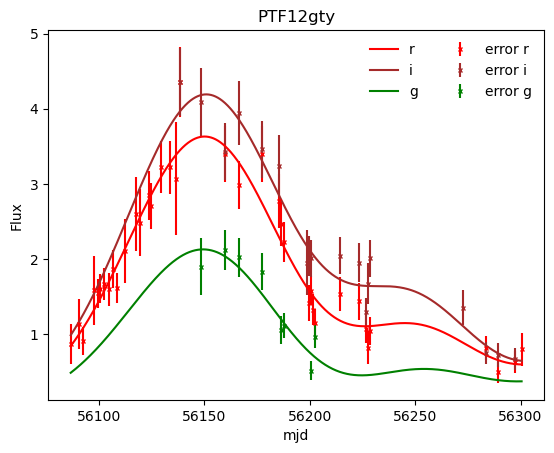 PTF12gty
5
4
3
2
1
Flux
r
i
g
error r
error i
error g
56100
56150
56200
56250
56300
mjd